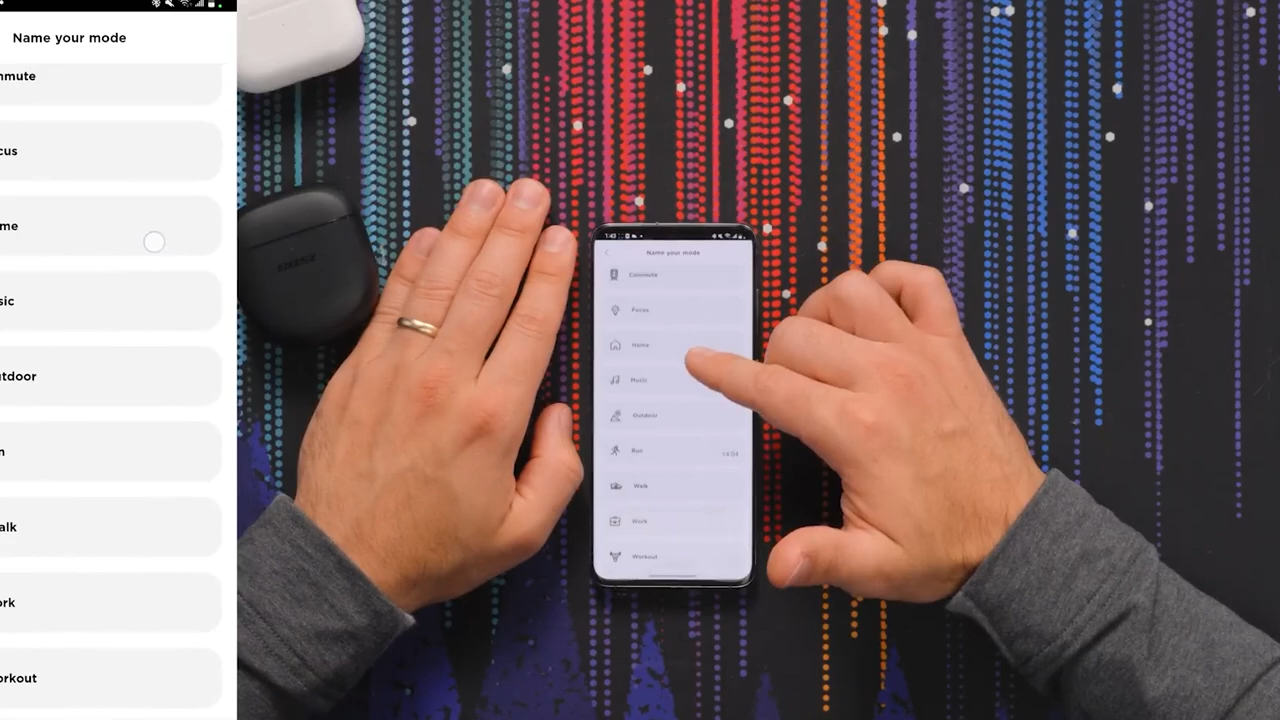 Name your mode
mmute
cus
me
sic
tdoor
n
alk
ork
orkout
Name your mode
Commute
Focus
Home
Music
Outdoor
Run
Walk
Work
Workout